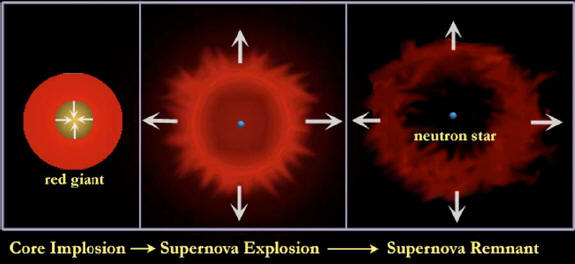 red giant
neutron star
Core Implosion → Supernova Explosion → Supernova Remnant